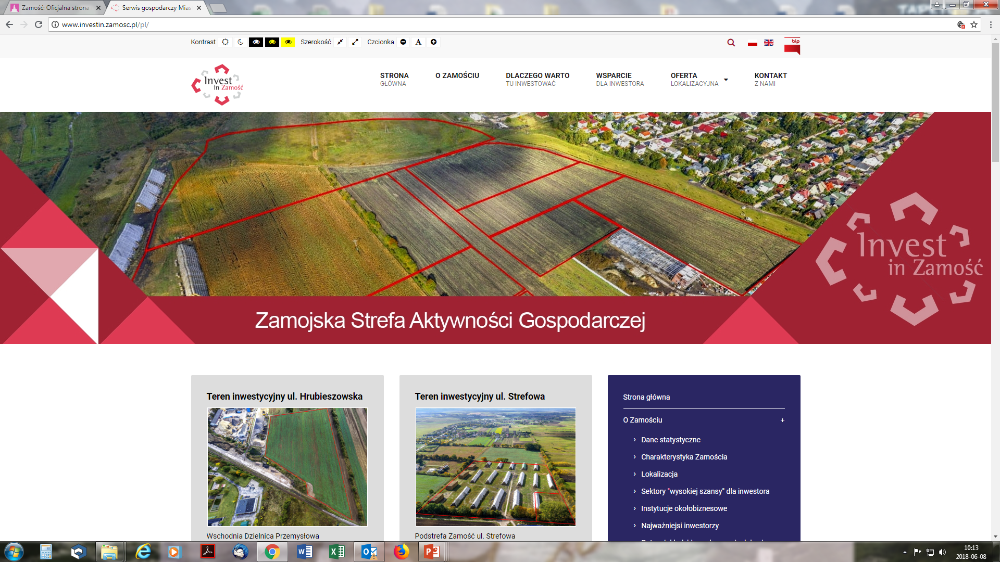 Zamość: Oficjalna strona
Serwis gospodarczy Mias
www.investin.zamosc.pl/pl/
Kontrast
Szerokość
Czcionka
A
bip
Invest
in Zamość
STRONA
GŁÓWNA
O ZAMOŚCIU
DLACZEGO WARTO
TU INWESTOWAĆ
WSPARCIE
DLA INWESTORA
OFERTA
LOKALIZACYJNA
KONTAKT
Z NAMI
Invest
in Zamość
Zamojska Strefa Aktywności Gospodarczej
Teren inwestycyjny ul. Hrubieszowska
Wschodnia Dzielnica Przemysłowa
Teren inwestycyjny ul. Strefowa
Podstrefa Zamość ul. Strefowa
Strona główna
O Zamościu +
› Dane statystyczne
› Charakterystyka Zamościa
› Lokalizacja
› Sektory "wysokiej szansy" dla inwestora
› Instytucje okołobiznesowe
› Najważniejsi inwestorzy
10:13
2018-06-08